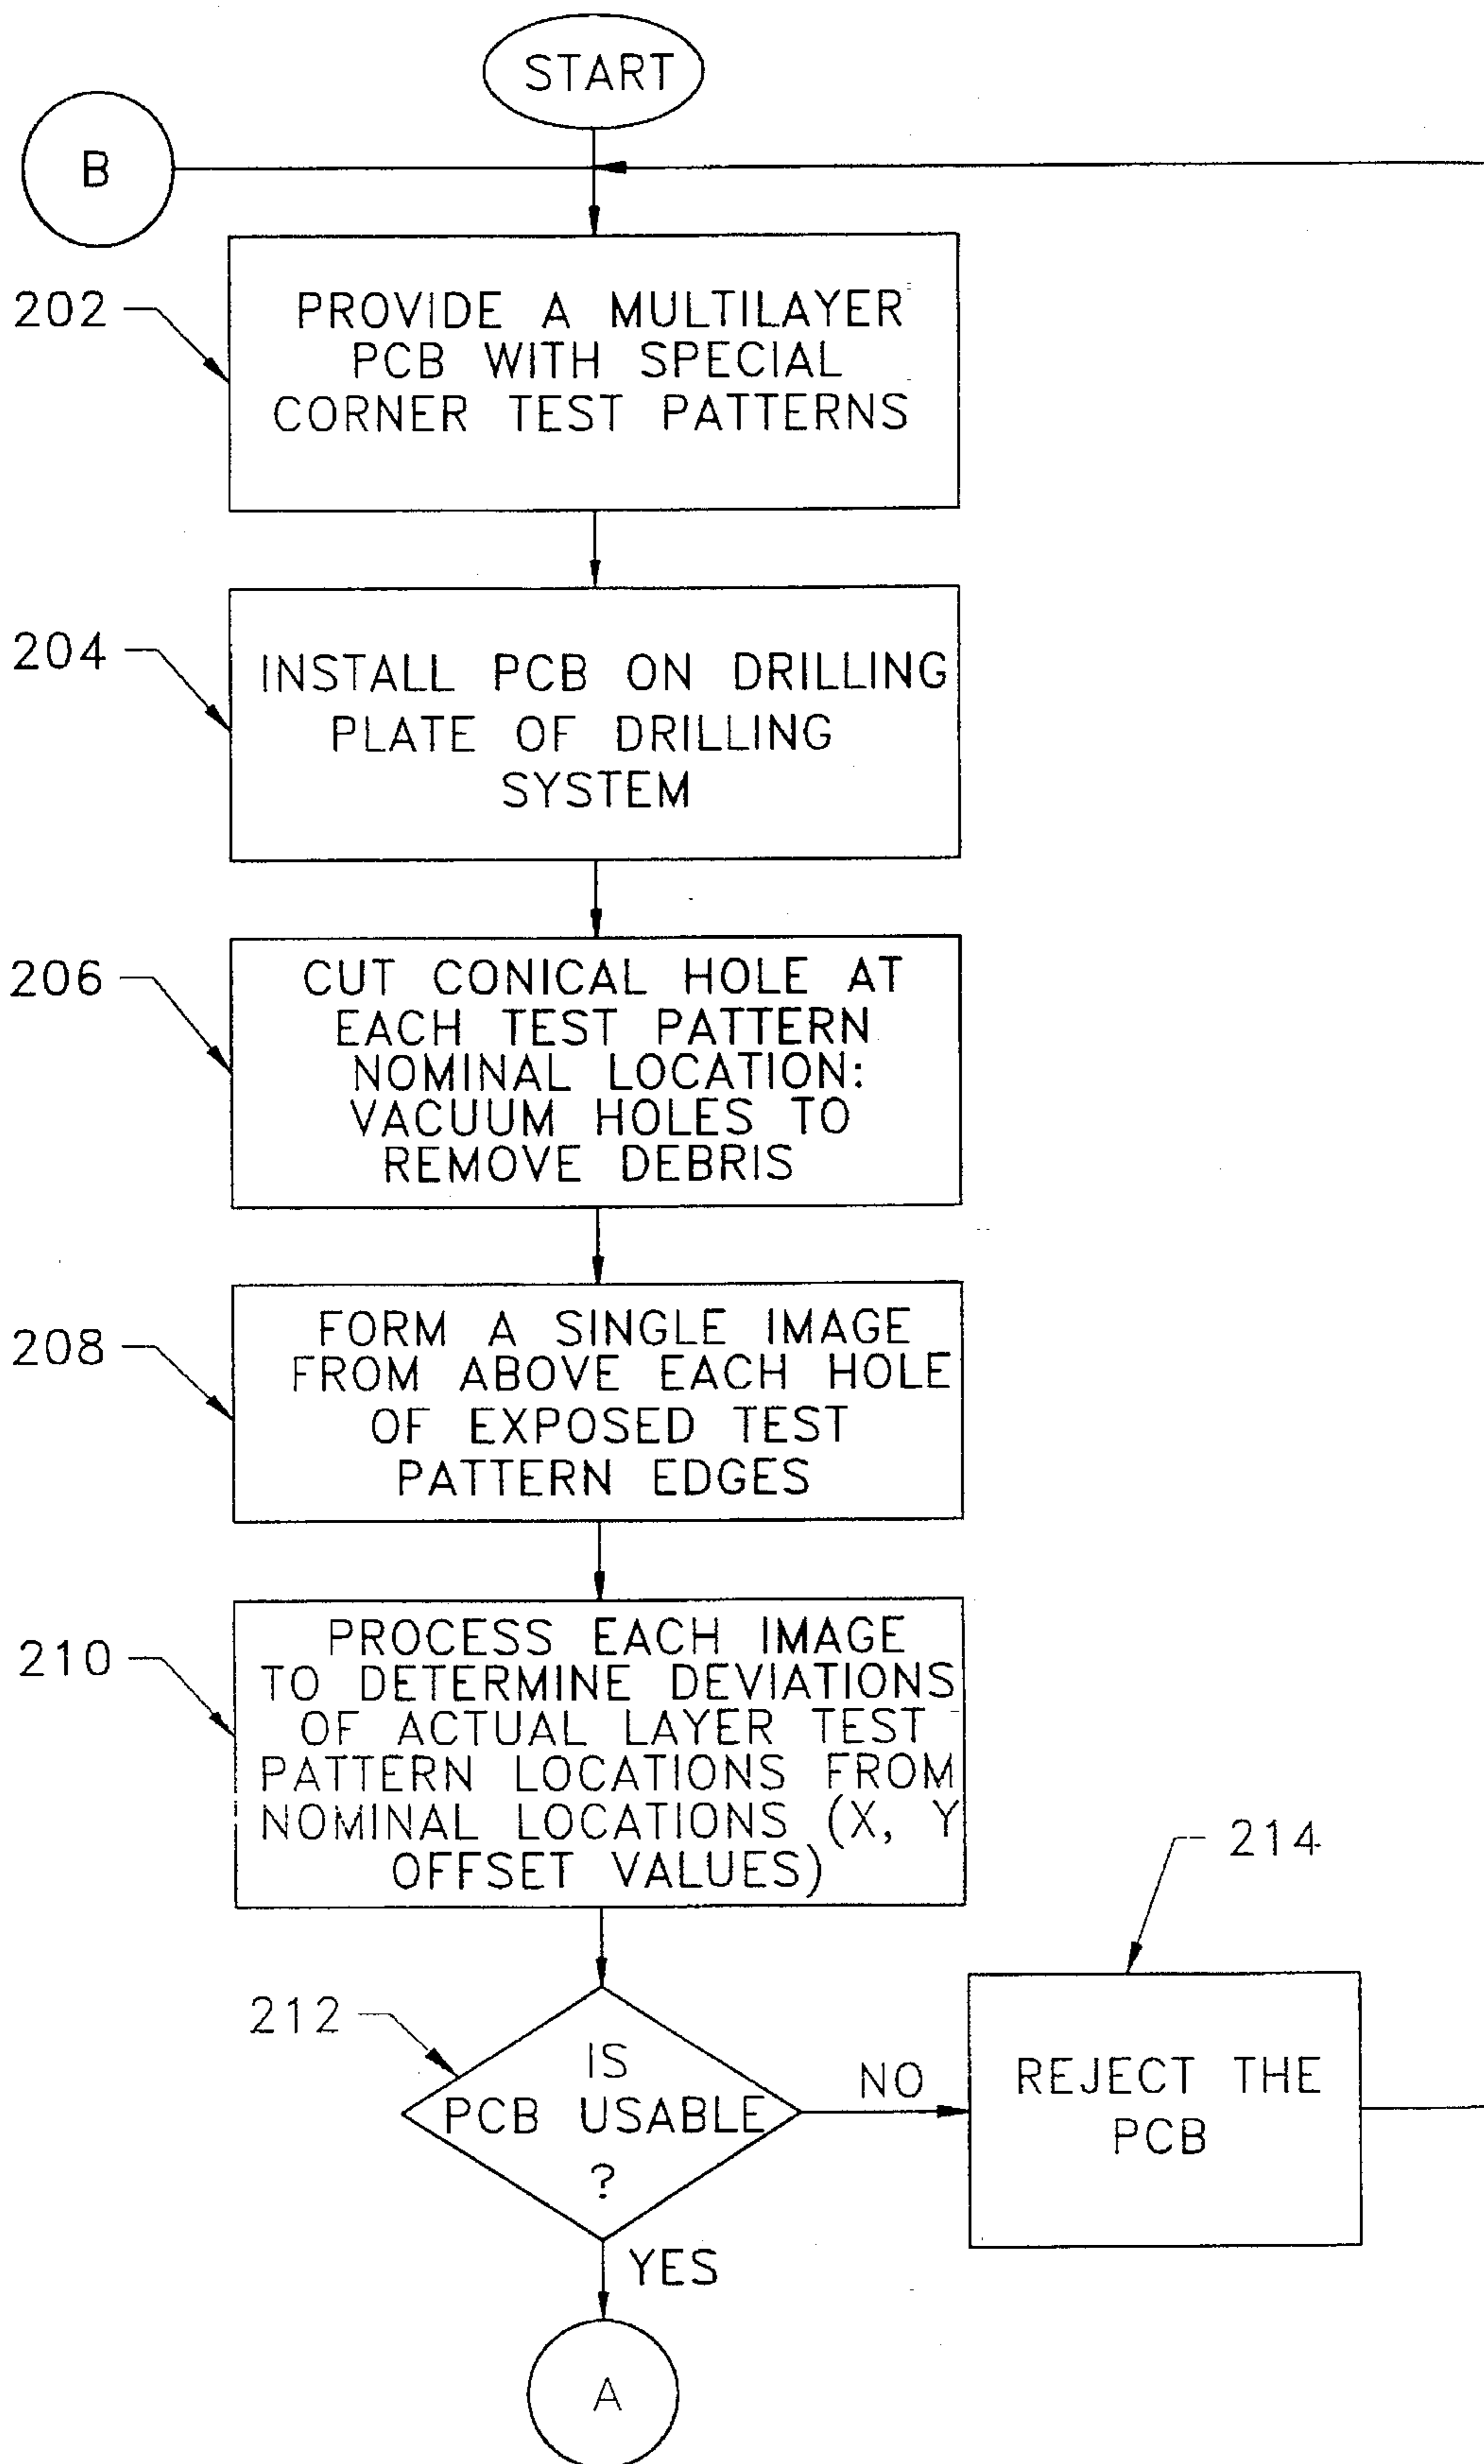 START
B
202
PROVIDE A MULTILAYER
PCB WITH SPECIAL
CORNER TEST PATTERNS
204
INSTALL PCB ON DRILLING
PLATE OF DRILLING
SYSTEM
206
CUT CONICAL HOLE AT
EACH TEST PATTERN
NOMINAL LOCATION:
VACUUM HOLES TO
REMOVE DEBRIS
208
FORM A SINGLE IMAGE
FROM ABOVE EACH HOLE
OF EXPOSED TEST
PATTERN EDGES
210
PROCESS EACH IMAGE
TO DETERMINE DEVIATIONS
OF ACTUAL LAYER TEST
PATTERN LOCATIONS FROM
NOMINAL LOCATIONS (X, Y
OFFSET VALUES)
212
IS
PCB USABLE
?
NO
214
REJECT THE
PCB
YES
A